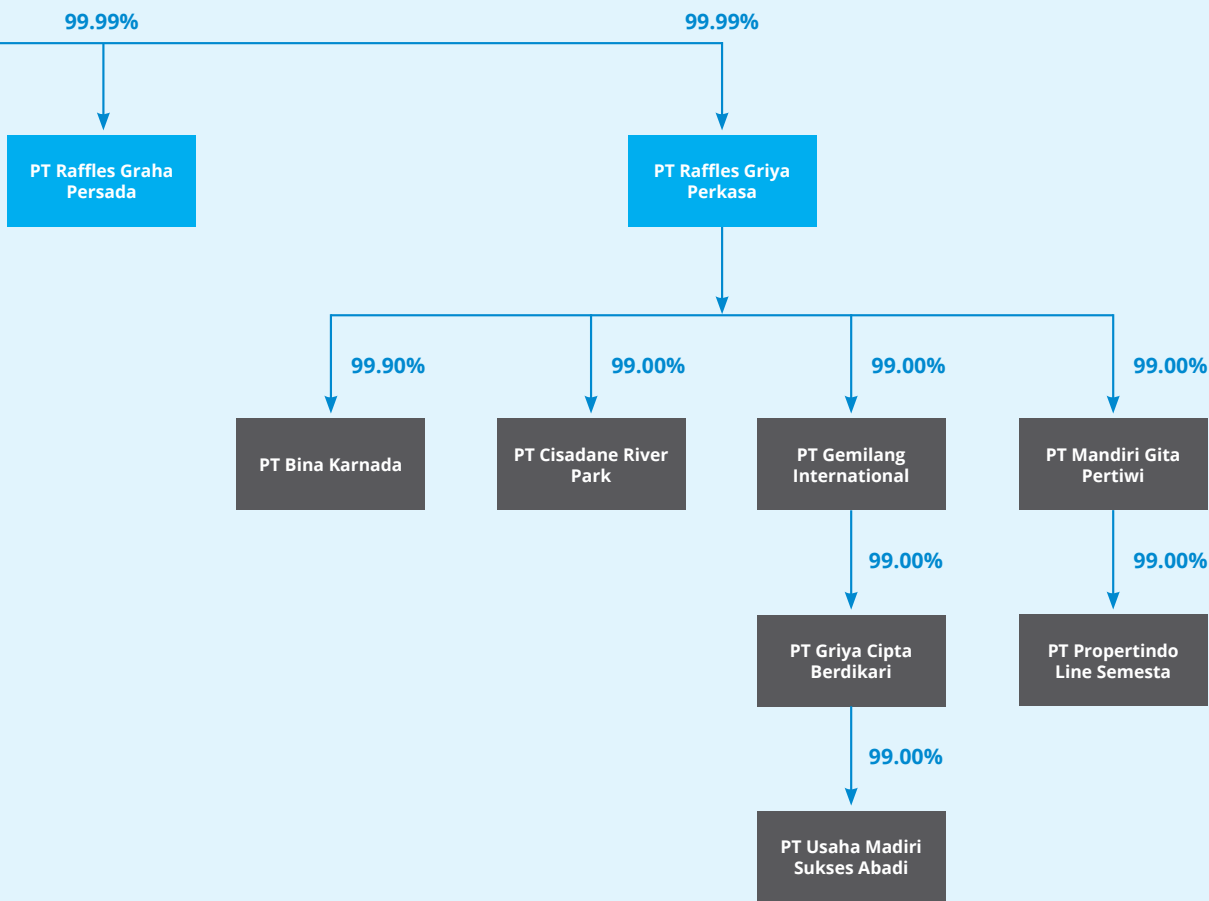 99.99%
99.99%
PT Raffles Graha
Persada
PT Raffles Griya
Perkasa
99.90%
99.00%
99.00%
99.00%
PT Bina Karnada
PT Cisadane River
Park
PT Gemilang
International
PT Mandiri Gita
Pertiwi
99.00%
99.00%
PT Griya Cipta
Berdikari
PT Propertindo
Line Semesta
99.00%
PT Usaha Madiri
Sukses Abadi